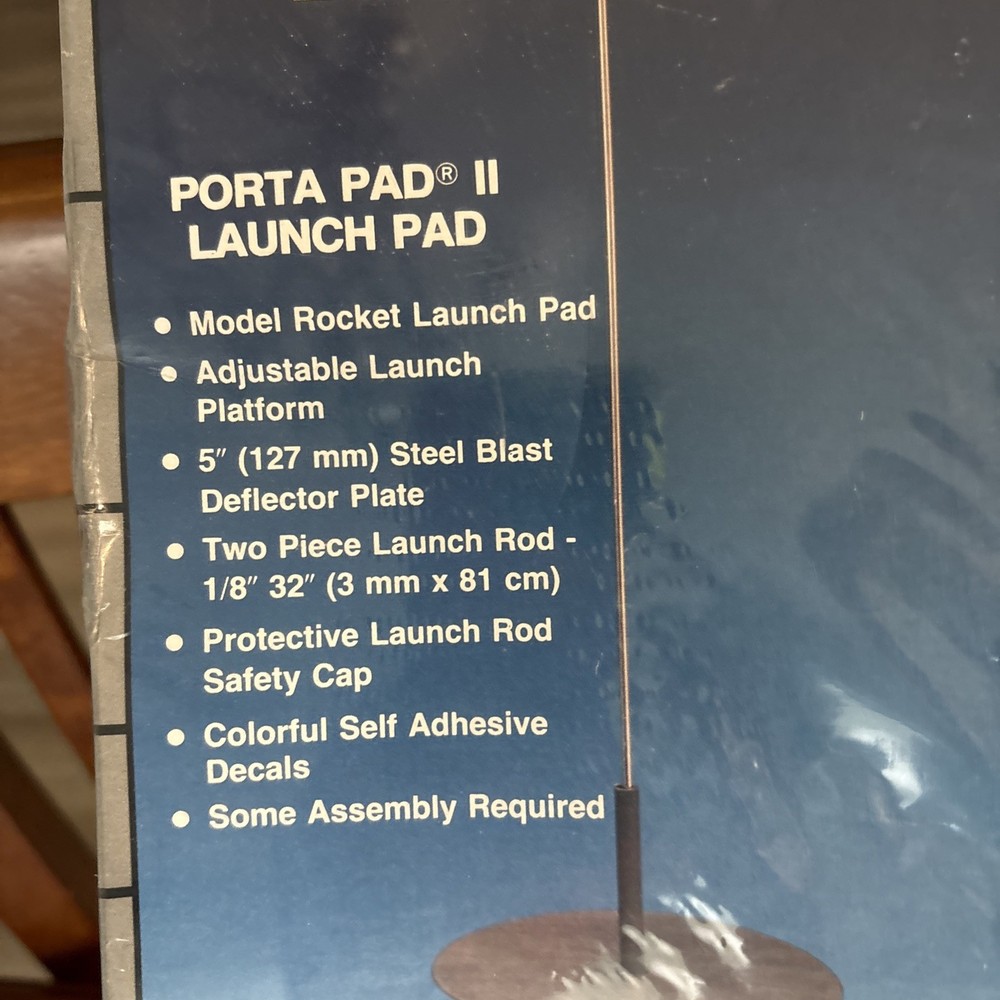 PORTA PAD® II
LAUNCH PAD
● Model Rocket Launch Pad
● Adjustable Launch
Platform
● 5″ (127 mm) Steel Blast
Deflector Plate
● Two Piece Launch Rod -
1/8″ 32″ (3 mm x 81 cm)
● Protective Launch Rod
Safety Cap
● Colorful Self Adhesive
Decals
● Some Assembly Required